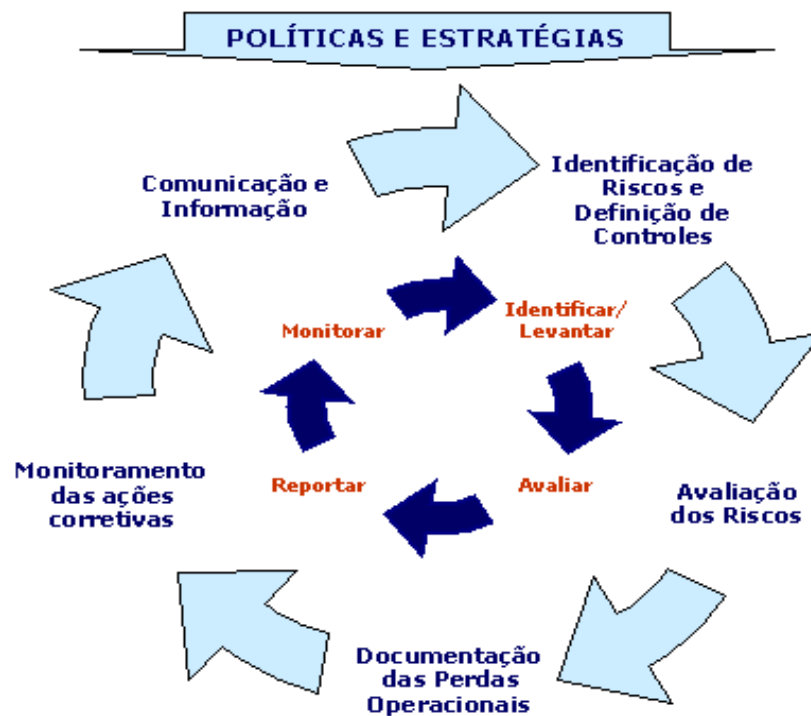 POLÍTICAS E ESTRATÉGIAS
Comunicação e
Informação
Identificação de
Riscos e
Definição de
Controles
Monitorar
Identificar/
Levantar
Monitoramento
das ações
corretivas
Reportar
Avaliar
Avaliação
dos Riscos
Documentação
das Perdas
Operacionais